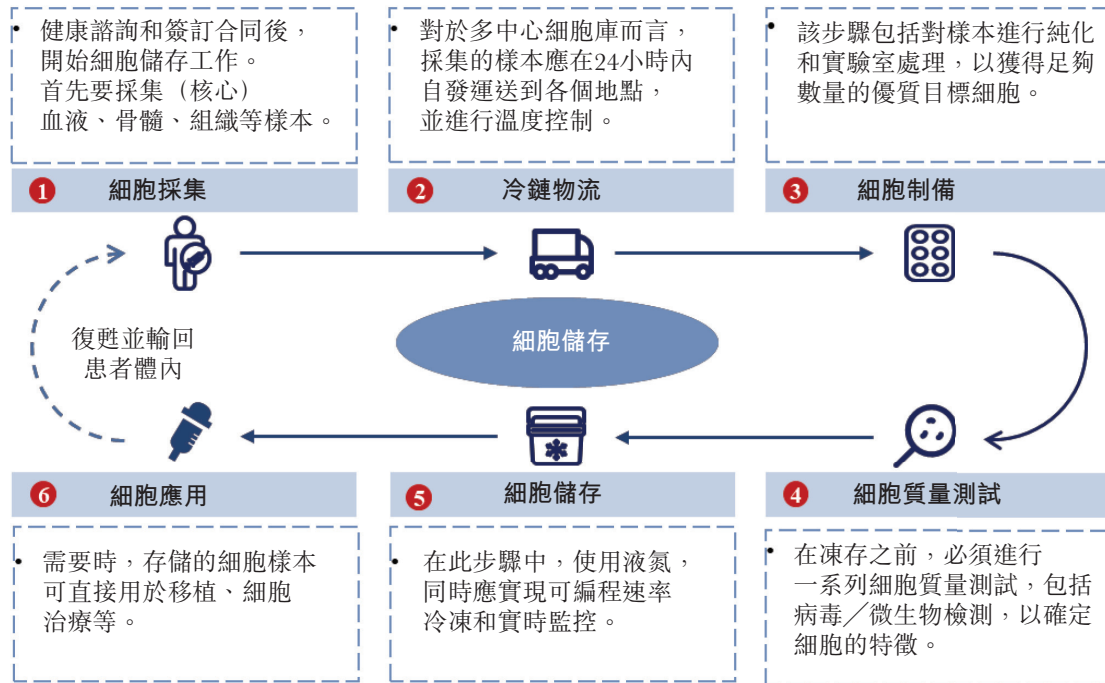 • 健康諮詢和簽訂合同後，
開始細胞儲存工作。
首先要採集（核心）
血液、骨髓、組織等樣本。
• 對於多中心細胞庫而言，
採集的樣本應在24小時內
自發運送到各個地點，
並進行溫度控制。
• 該步驟包括對樣本進行純化
和實驗室處理，以獲得足夠
數量的優質目標細胞。
1 細胞採集
2 冷鏈物流
3 細胞制備
復甦並輸回
患者體內
細胞儲存
6 細胞應用
5 細胞儲存
4 細胞質量測試
• 需要時，存儲的細胞樣本
可直接用於移植、細胞
治療等。
• 在此步驟中，使用液氮，
同時應實現可編程速率
冷凍和實時監控。
• 在凍存之前，必須進行
一系列細胞質量測試，包括
病毒／微生物檢測，以確定
細胞的特徵。